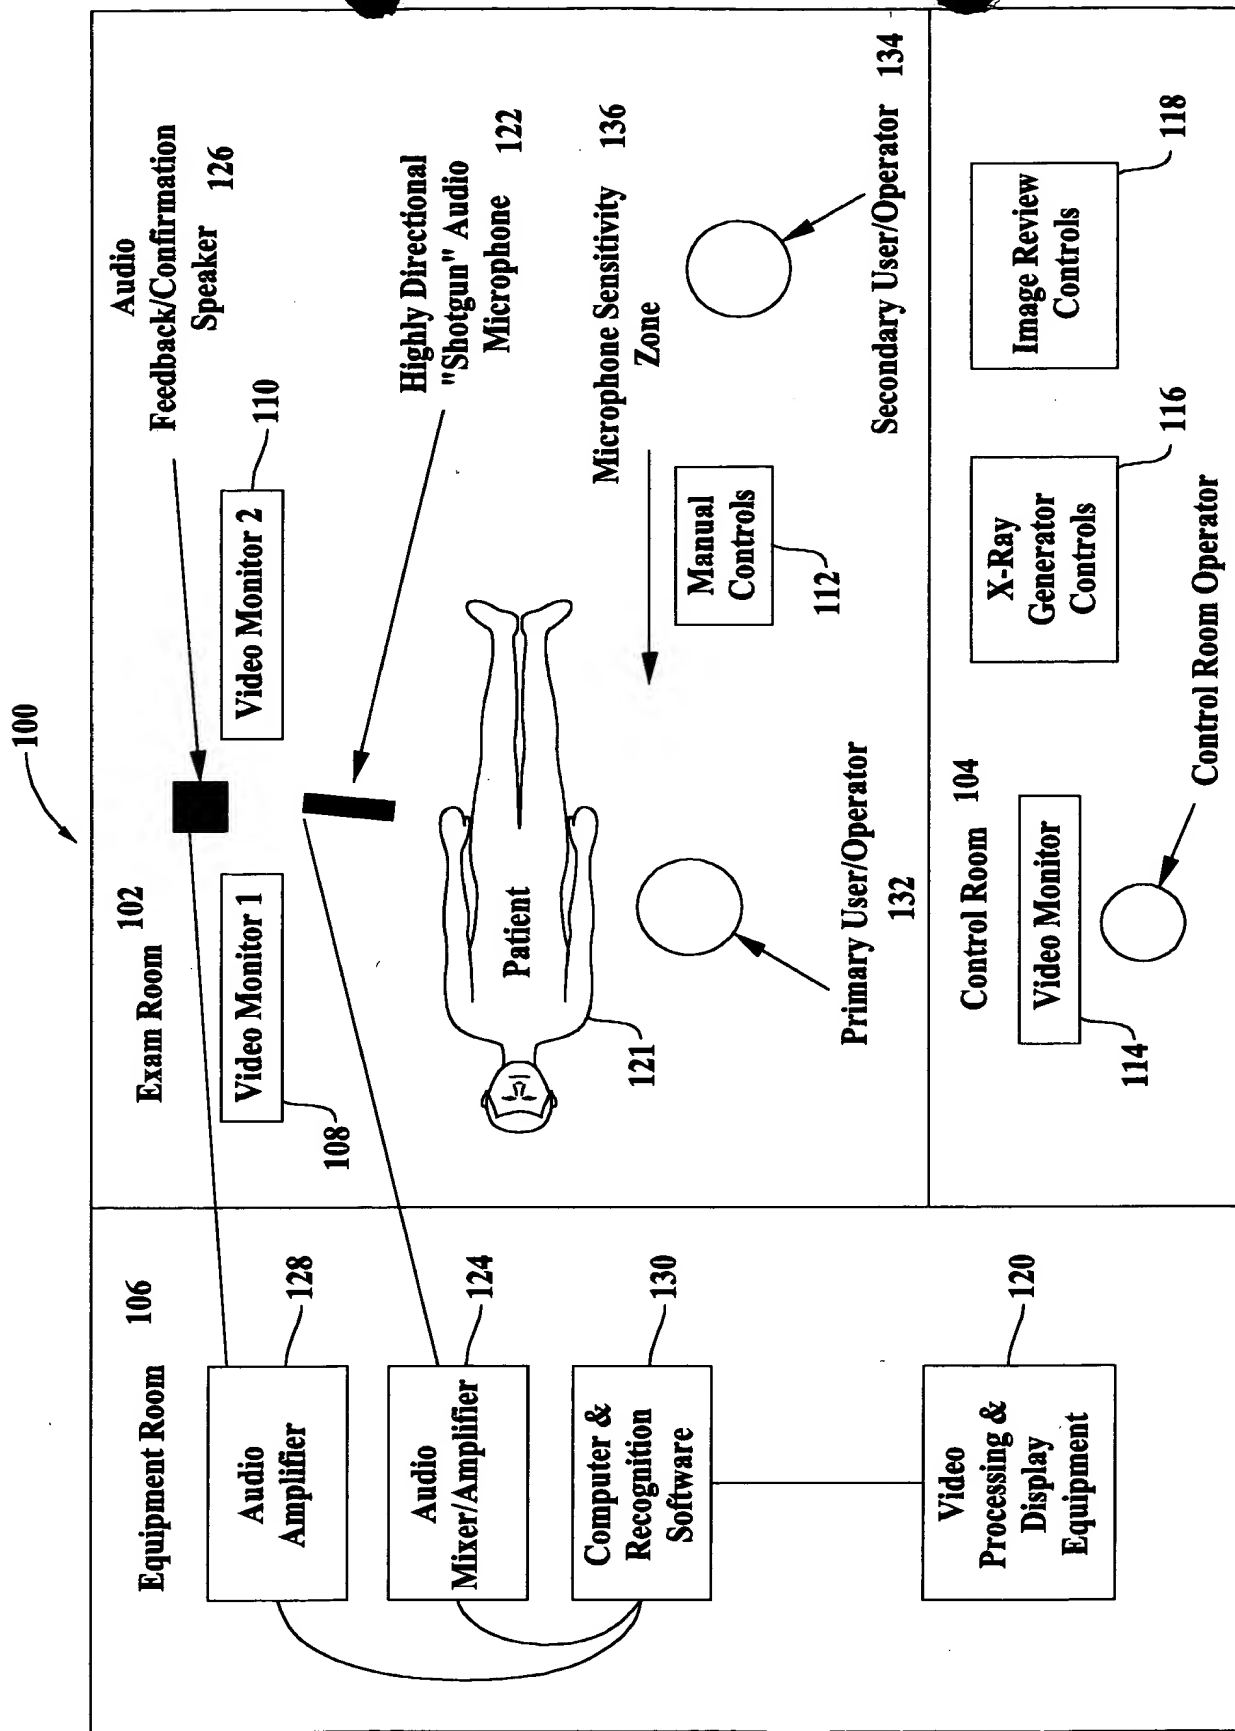 100
Equipment Room 106
Audio
Amplifier
128
Audio
Mixer/Amplifier
124
Computer &
Recognition
Software
130
Video
Processing &
Display
Equipment
120
Exam Room 102
Video Monitor 1
108
Video Monitor 2
110
Audio
Feedback/Confirmation
Speaker 126
Highly Directional
"Shotgun" Audio
Microphone 122
Microphone Sensitivity 136
Zone
Patient
121
Manual
Controls
112
Primary User/Operator
132
Secondary User/Operator 134
Control Room 104
Video Monitor
114
Control Room Operator
X-Ray
Generator
Controls
116
Image Review
Controls
118